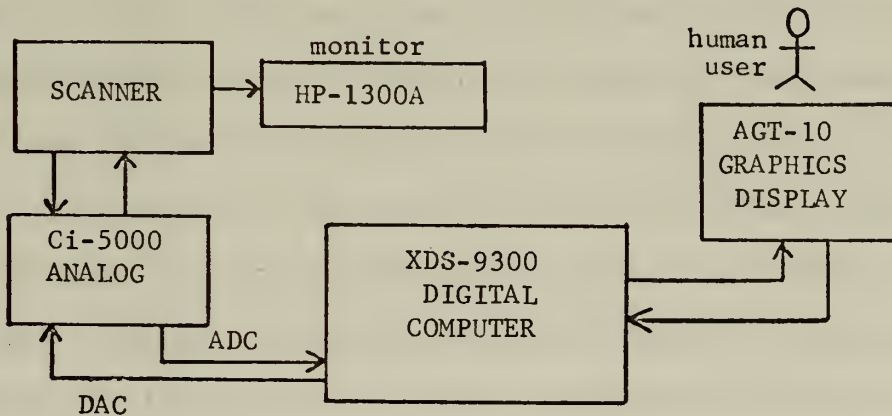 SCANNER
monitor
HP-1300A
human
user
AGT-10
GRAPHICS
DISPLAY
Ci-5000
ANALOG
XDS-9300
DIGITAL
COMPUTER
ADC
DAC